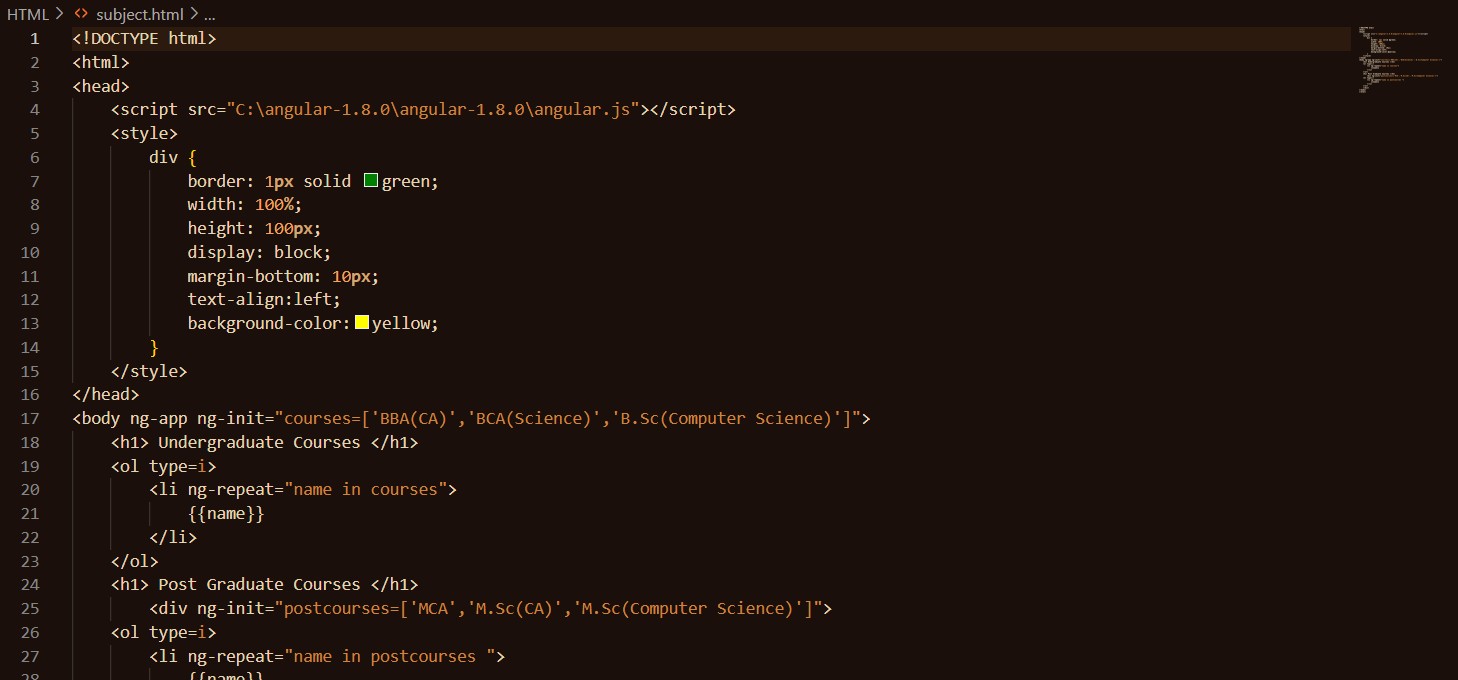 HTML > <> subject.html > ...
1 <!DOCTYPE html>
2 <html>
3 <head>
4     <script src="C:\angular-1.8.0\angular-1.8.0\angular.js"></script>
5     <style>
6         div {
7             border: 1px solid green;
8             width: 100%;
9             height: 100px;
10             display: block;
11             margin-bottom: 10px;
12             text-align:left;
13             background-color:yellow;
14         }
15     </style>
16 </head>
17 <body ng-app ng-init="courses=['BBA(CA)','BCA(Science)','B.Sc(Computer Science)']">
18     <h1> Undergraduate Courses </h1>
19     <ol type=i>
20         <li ng-repeat="name in courses">
21             {{name}}
22         </li>
23     </ol>
24     <h1> Post Graduate Courses </h1>
25         <div ng-init="postcourses=['MCA','M.Sc(CA)','M.Sc(Computer Science)']">
26     <ol type=i>
27         <li ng-repeat="name in postcourses ">
28             {{name}}